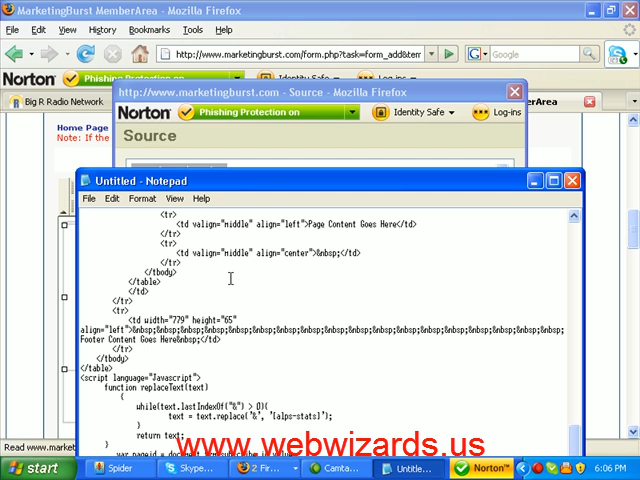 MarketingBurst MemberArea - Mozilla Firefox
File Edit View History Bookmarks Tools Help
http://www.marketingburst.com/form.php?task=form_add&tem
Google
Norton Phishing Protection on Identity Safe Log-ins
Big R Radio Network
erArea
http://www.marketingburst.com - Source - Mozilla Firefox
Norton Phishing Protection on Identity Safe Log-ins
Home Page
Note: If the
Source
Untitled - Notepad
File Edit Format View Help
<tr>
<td valign="middle" align="left">Page Content Goes Here</td>
</tr>
<tr>
<td valign="middle" align="center">&nbsp;</td>
</tr>
</tbody>
</table>
</td>
</tr>
<tr>
<td width="779" height="65"
align="left">&nbsp;&nbsp;&nbsp;&nbsp;&nbsp;&nbsp;&nbsp;&nbsp;&nbsp;&nbsp;&nbsp;&nbsp;&nbsp;&nbsp;&nbsp;&nbsp;&nbsp;&nbsp;
Footer Content Goes Here&nbsp;</td>
</tr>
</tbody>
</table>
<script language="Javascript">
function replaceText(text)
{
while(text.lastIndexOf("&") > 0){
text = text.replace('&', '[alps-stats]');
}
return text;
Read www.market
www.webwizards.us
start Spider Skype... 2 Fir... Camta... Untitle... Norton™ 6:06 PM